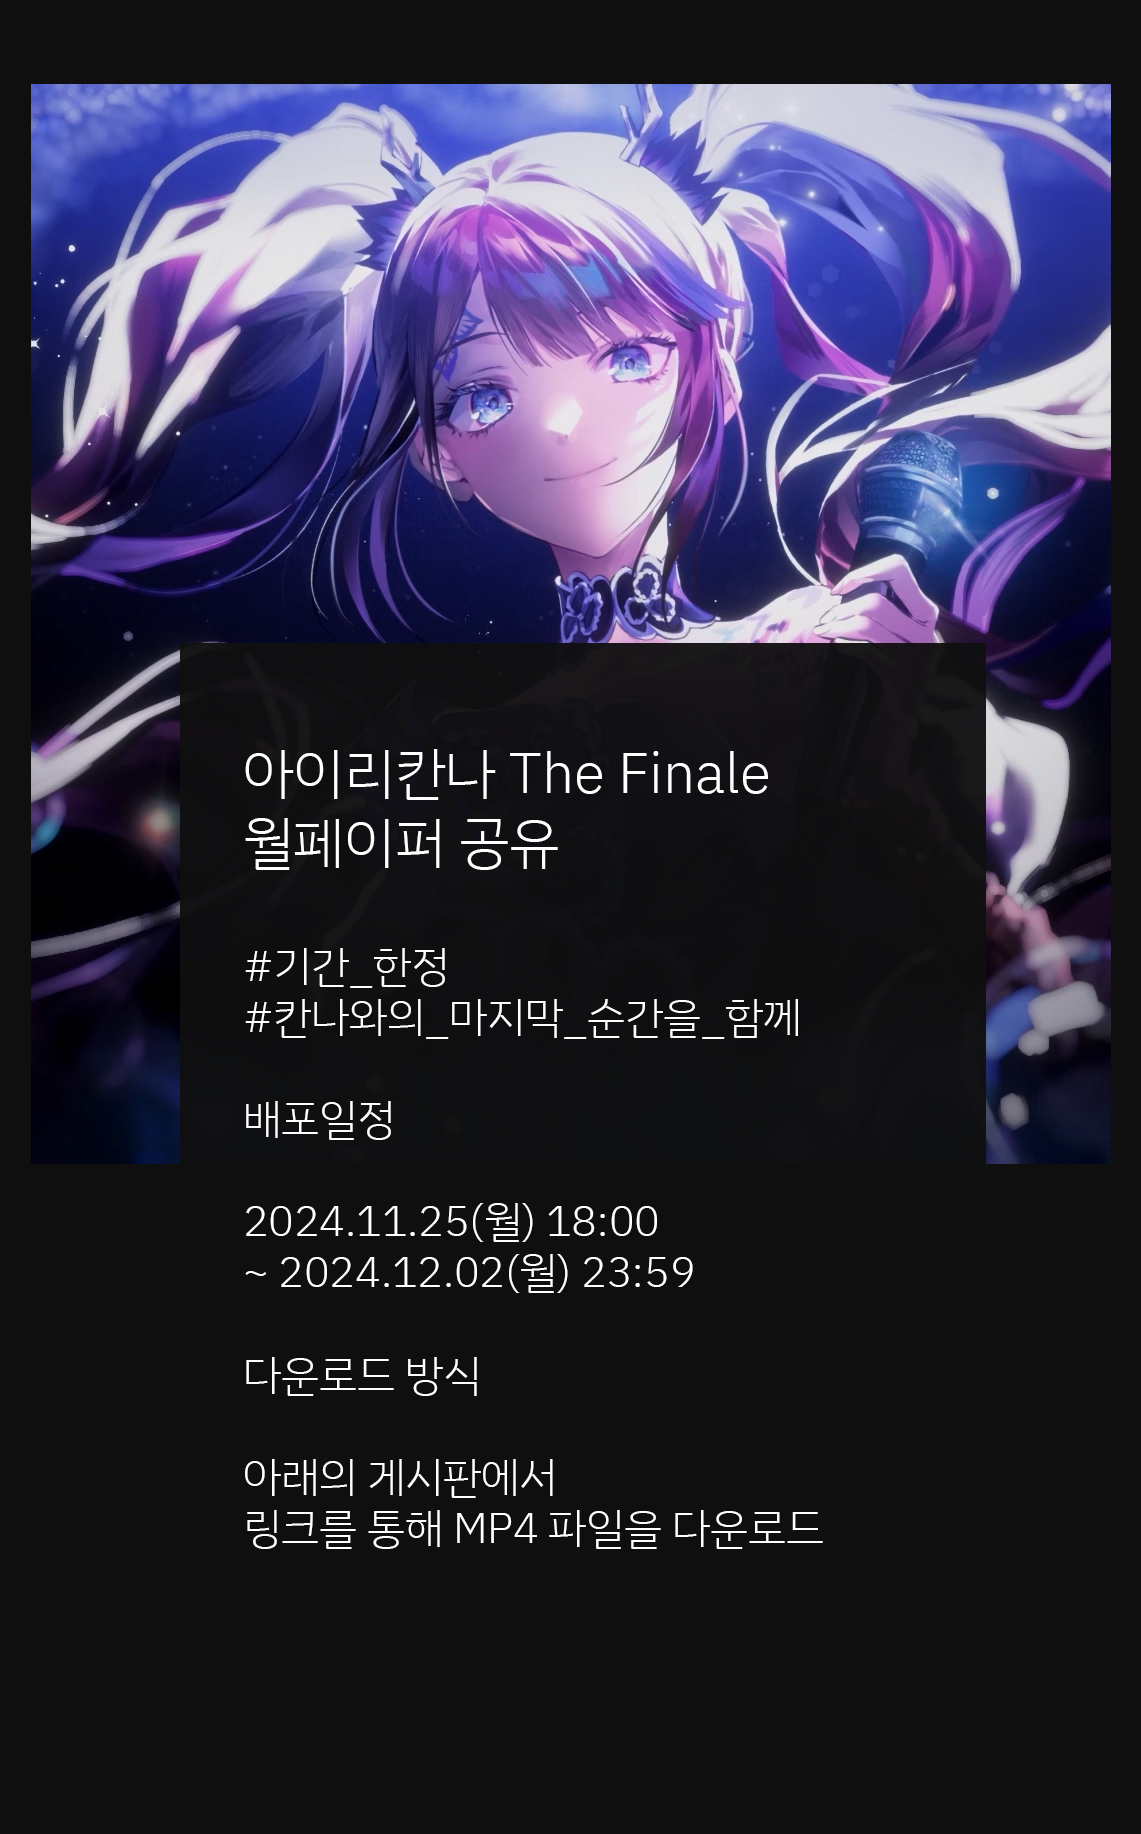 아이리칸나 The Finale
월페이퍼 공유
#기간_한정
#칸나와의_마지막_순간을_함께
배포일정
2024.11.25(월) 18:00
~ 2024.12.02(월) 23:59
다운로드 방식
아래의 게시판에서
링크를 통해 MP4 파일을 다운로드